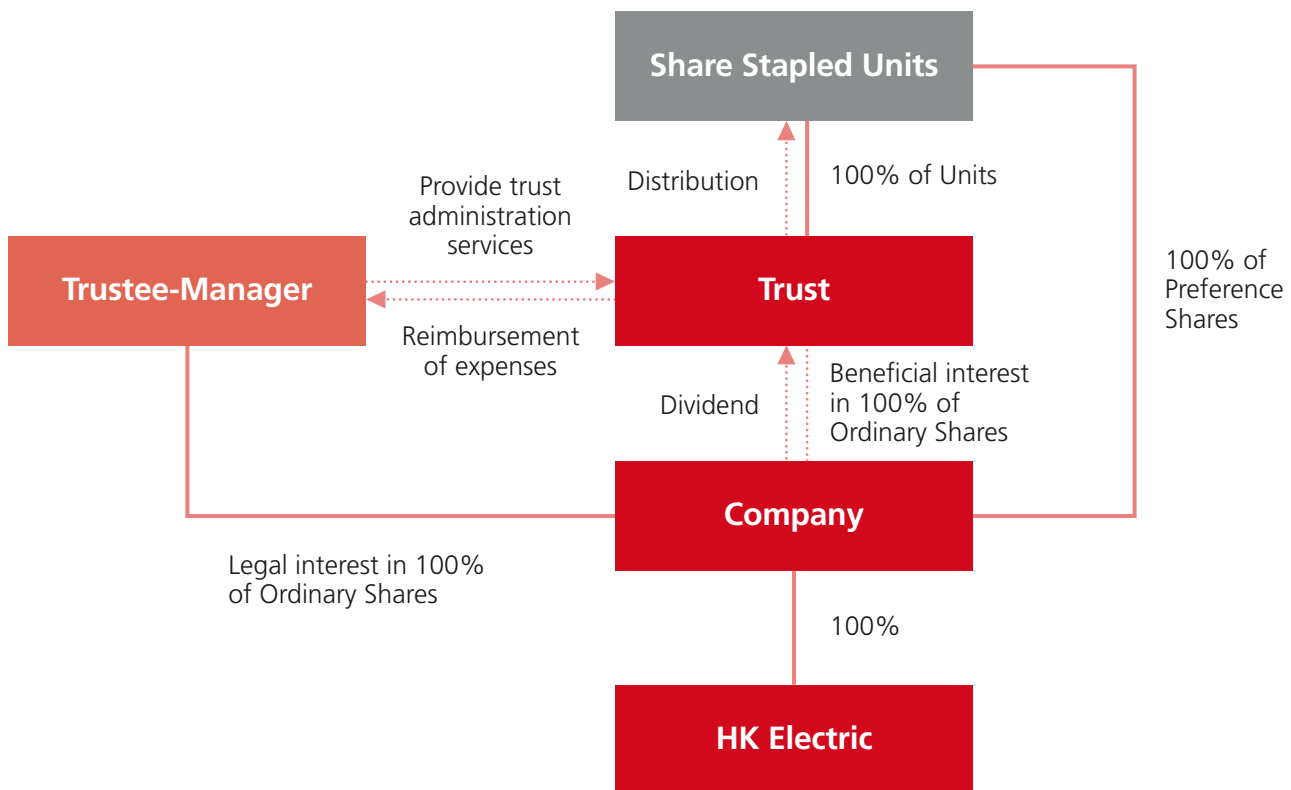 Share Stapled Units
Provide trust
administration
services
Distribution
100% of Units
Trustee-Manager
Trust
100% of
Preference
Shares
Reimbursement
of expenses
Dividend
Beneficial interest
in 100% of
Ordinary Shares
Company
Legal interest in 100%
of Ordinary Shares
100%
HK Electric